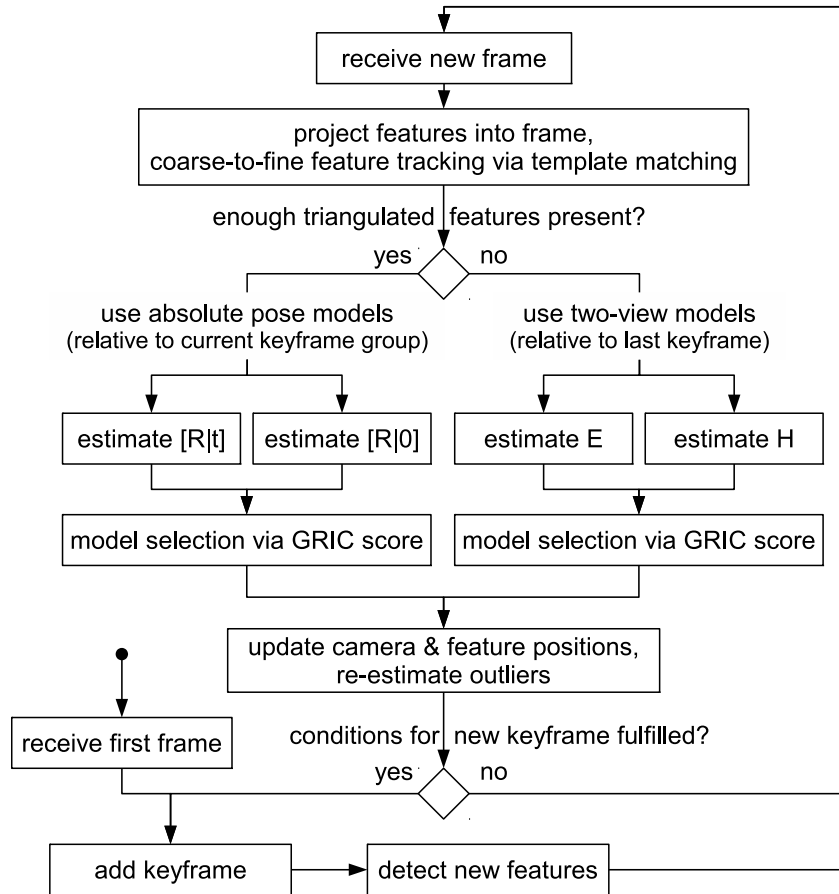 receive new frame
project features into frame,
coarse-to-fine feature tracking via template matching
enough triangulated features present?
yes no
use absolute pose models
(relative to current keyframe group)
use two-view models
(relative to last keyframe)
estimate [R|t]
estimate [R|0]
estimate E
estimate H
model selection via GRIC score
model selection via GRIC score
update camera & feature positions,
re-estimate outliers
receive first frame
conditions for new keyframe fulfilled?
yes no
add keyframe
detect new features